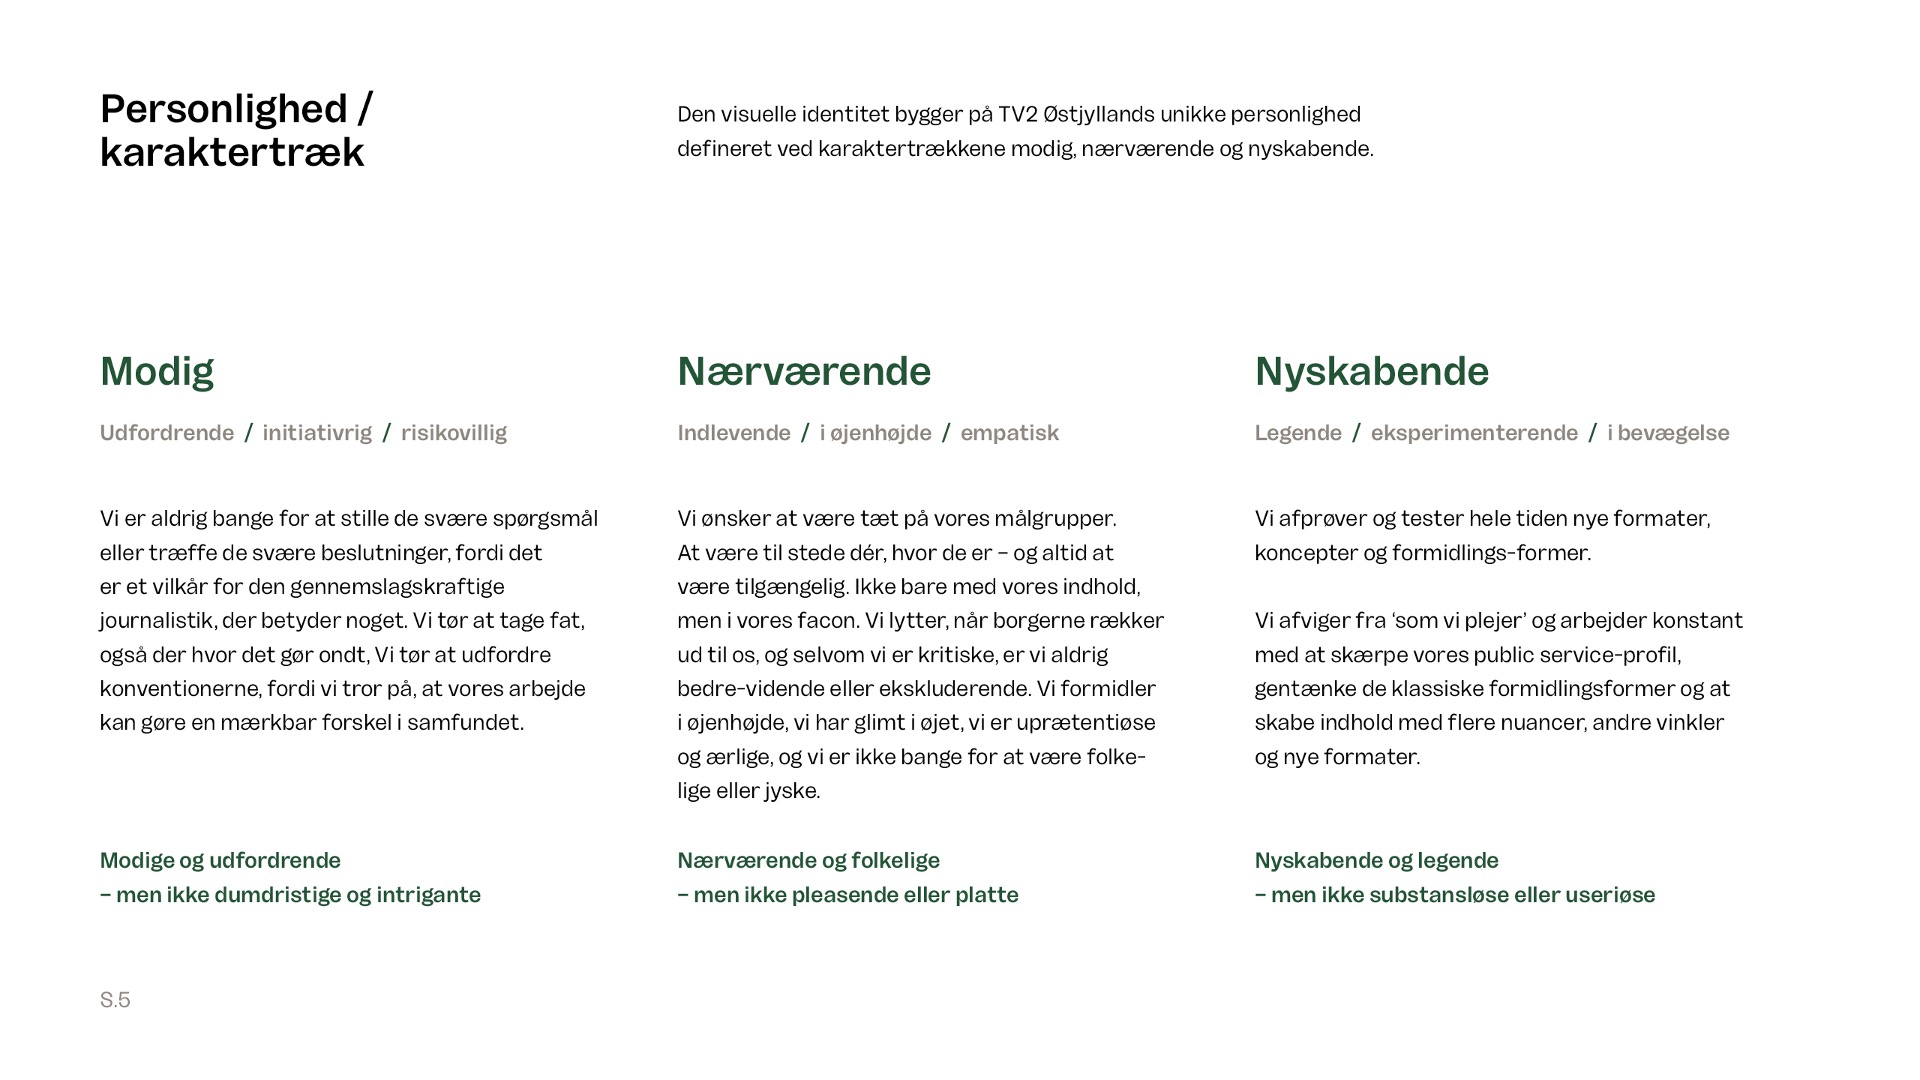 Personlighed /
karaktertræk
Den visuelle identitet bygger på TV2 Østjyllands unikke personlighed
defineret ved karaktertrækkene modig, nærværende og nyskabende.
Modig
Udfordrende / initiativrig / risikovillig
Vi er aldrig bange for at stille de svære spørgsmål
eller træffe de svære beslutninger, fordi det
er et vilkår for den gennemslagskraftige
journalistik, der betyder noget. Vi tør at tage fat,
også der hvor det gør ondt, Vi tør at udfordre
konventionerne, fordi vi tror på, at vores arbejde
kan gøre en mærkbar forskel i samfundet.
Modige og udfordrende
– men ikke dumdristige og intrigante
Nærværende
Indlevende / i øjenhøjde / empatisk
Vi ønsker at være tæt på vores målgrupper.
At være til stede dér, hvor de er – og altid at
være tilgængelig. Ikke bare med vores indhold,
men i vores facon. Vi lytter, når borgerne rækker
ud til os, og selvom vi er kritiske, er vi aldrig
bedre-vidende eller ekskluderende. Vi formidler
i øjenhøjde, vi har glimt i øjet, vi er uprætentiøse
og ærlige, og vi er ikke bange for at være folke-
lige eller jyske.
Nærværende og folkelige
– men ikke pleasende eller platte
Nyskabende
Legende / eksperimenterende / i bevægelse
Vi afprøver og tester hele tiden nye formater,
koncepter og formidlings-former.
Vi afviger fra ‘som vi plejer’ og arbejder konstant
med at skærpe vores public service-profil,
gentænke de klassiske formidlingsformer og at
skabe indhold med flere nuancer, andre vinkler
og nye formater.
Nyskabende og legende
– men ikke substansløse eller useriøse
S.5